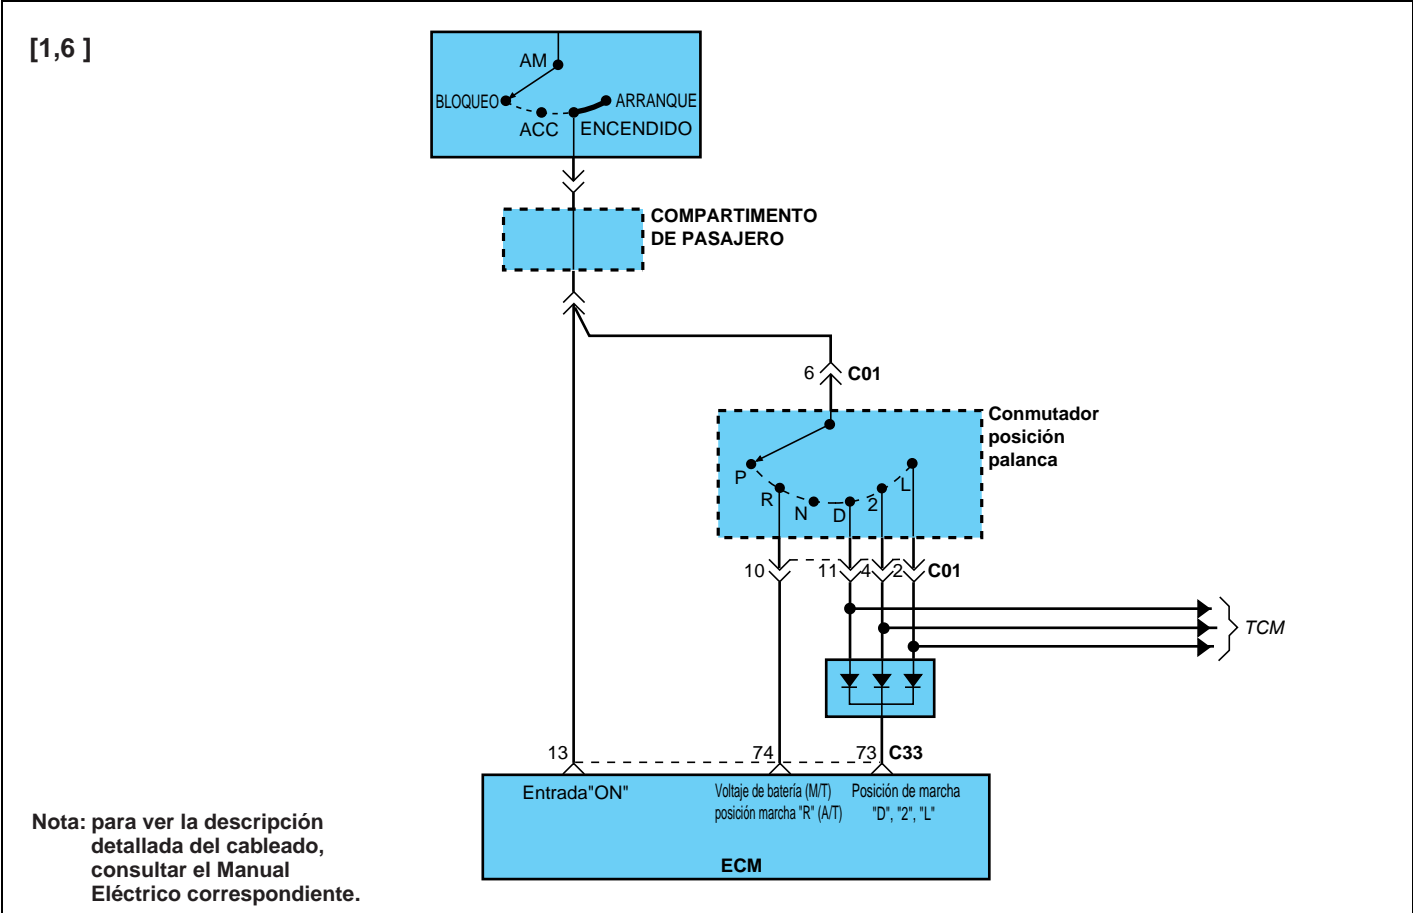 [1,6 ]
AM
BLOQUEO
ARRANQUE
ACC
ENCENDIDO
COMPARTIMENTO
DE PASAJERO
6
C01
Conmutador
posición
palanca
P
R
N
D
2
L
10
11
4
2
C01
TCM
13
74
73
C33
Entrada"ON"
Voltaje de batería (M/T)
posición marcha "R" (A/T)
Posición de marcha
"D", "2", "L"
ECM
Nota: para ver la descripción
detallada del cableado,
consultar el Manual
Eléctrico correspondiente.